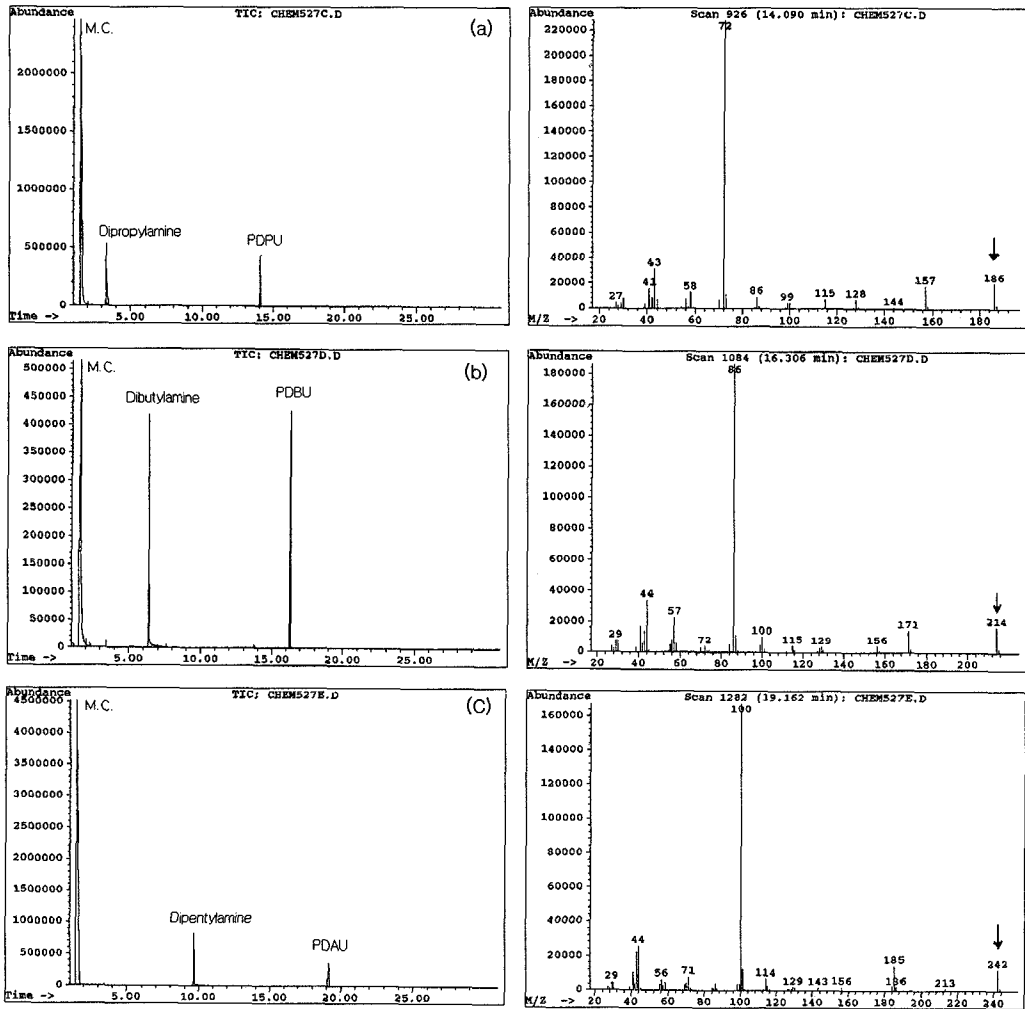 Abundance TIC: CHEM527C.D
M.C.
(a)
2000000
1500000
1000000
500000
0
Dipropylamine
PDPU
Time -> 5.00 10.00 15.00 20.00 25.00
Abundance Scan 926 (14.090 min): CHEM527C.D
72
220000
200000
180000
160000
140000
120000
100000
80000
60000
40000
20000
0
27 41 43 58 86 99 115 128 144 157 186
M/Z -> 20 40 60 80 100 120 140 160 180
Abundance TIC: CHEM527D.D
M.C.
(b)
500000
450000
400000
350000
300000
250000
200000
150000
100000
50000
0
Dibutylamine
PDBU
Time -> 5.00 10.00 15.00 20.00 25.00
Abundance Scan 1084 (16.306 min): CHEM527D.D
86
180000
160000
140000
120000
100000
80000
60000
40000
20000
0
29 44 57 72 100 115 129 156 171 214
M/Z -> 20 40 60 80 100 120 140 160 180 200
Abundance TIC: CHEM527E.D
M.C.
(C)
4500000
4000000
3500000
3000000
2500000
2000000
1500000
1000000
500000
0
Dipentylamine
PDAU
Time -> 5.00 10.00 15.00 20.00 25.00
Abundance Scan 1282 (19.162 min): CHEM527E.D
100
160000
140000
120000
100000
80000
60000
40000
20000
0
29 44 56 71 114 129 143 156 185 186 213 242
M/Z -> 20 40 60 80 100 120 140 160 180 200 220 240